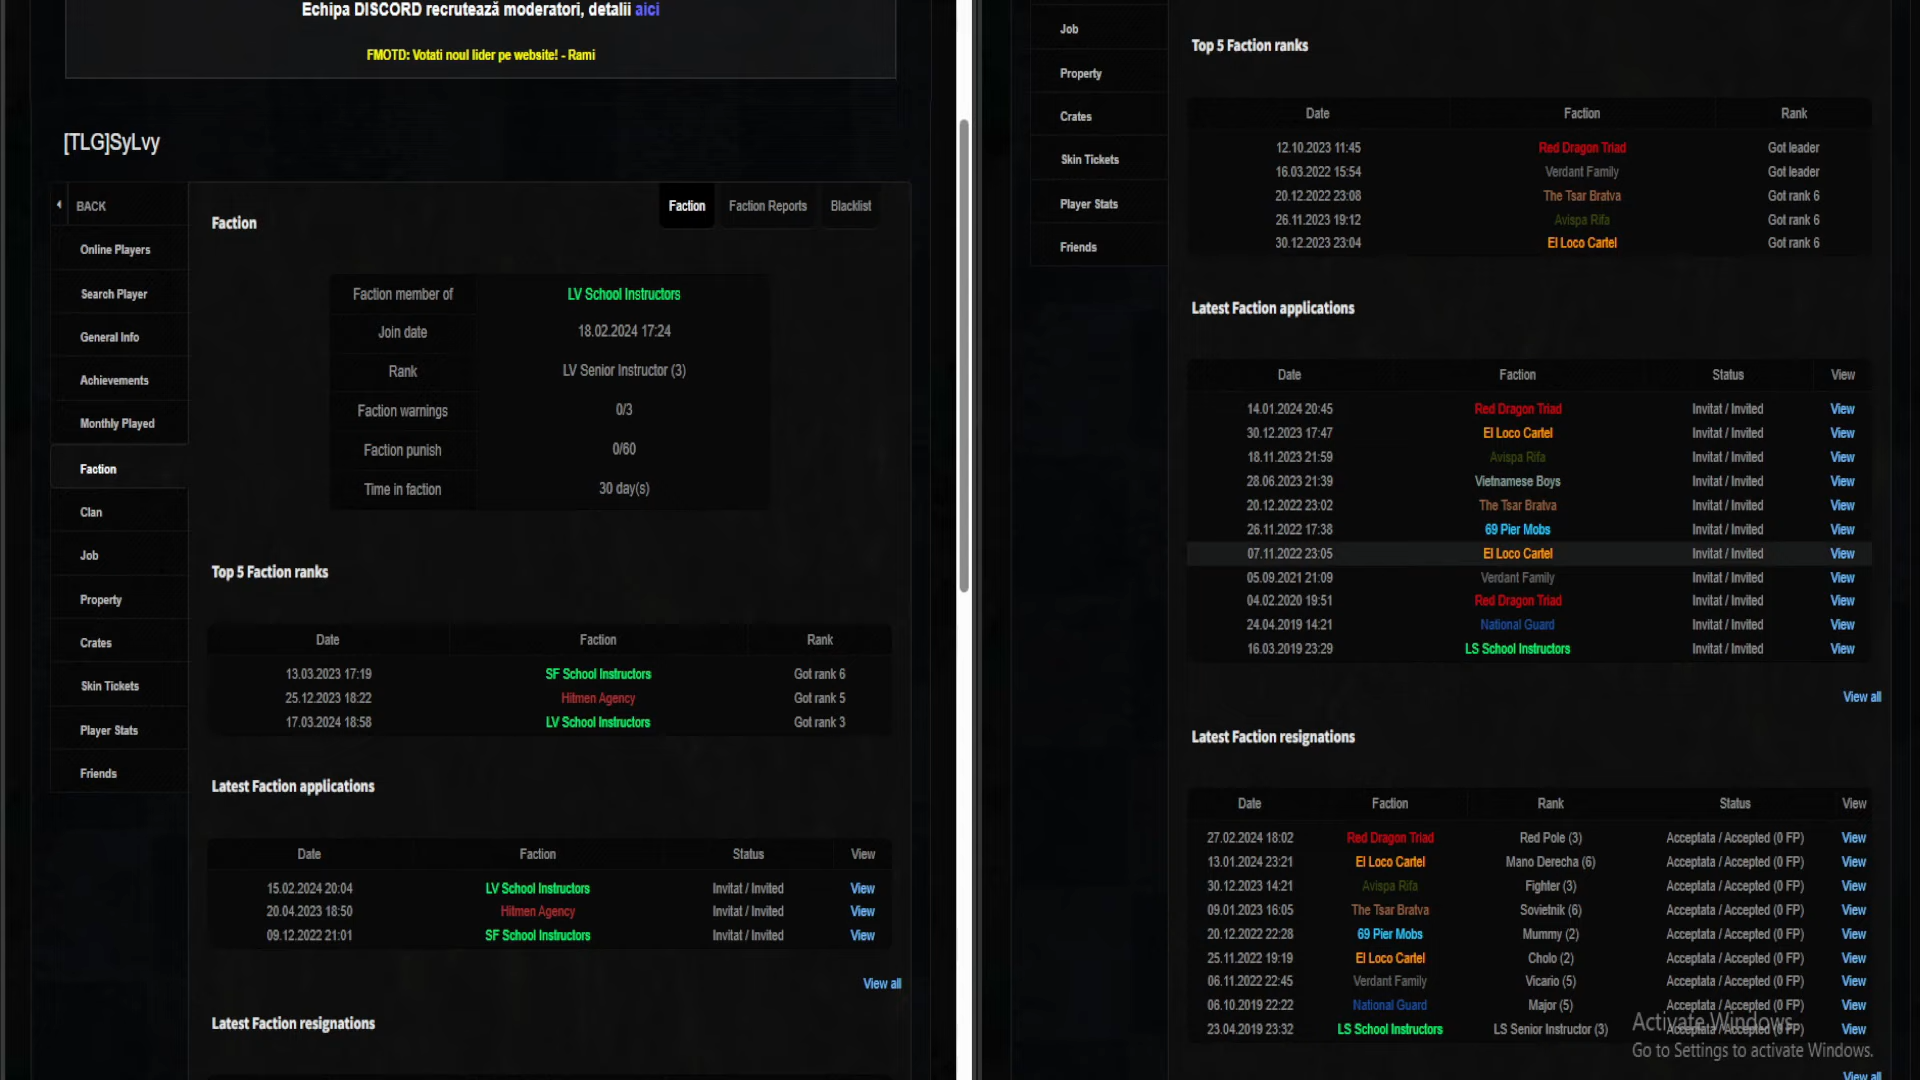 Echipa DISCORD recrutează moderatori, detalii aici
FMOTD: Votati noul lider pe website! - Rami
[TLG]SyLvy
BACK
Online Players
Search Player
General Info
Achievements
Monthly Played
Faction
Clan
Job
Property
Crates
Skin Tickets
Player Stats
Friends
Faction
Faction Faction Reports Blacklist
Faction member of LV School Instructors
Join date 18.02.2024 17:24
Rank LV Senior Instructor (3)
Faction warnings 0/3
Faction punish 0/60
Time in faction 30 day(s)
Top 5 Faction ranks
Date Faction Rank
13.03.2023 17:19 SF School Instructors Got rank 6
25.12.2023 18:22 Hitmen Agency Got rank 5
17.03.2024 18:58 LV School Instructors Got rank 3
Latest Faction applications
Date Faction Status View
15.02.2024 20:04 LV School Instructors Invitat / Invited View
20.04.2023 18:50 Hitmen Agency Invitat / Invited View
09.12.2022 21:01 SF School Instructors Invitat / Invited View
View all
Latest Faction resignations
Job
Property
Crates
Skin Tickets
Player Stats
Friends
Top 5 Faction ranks
Date Faction Rank
12.10.2023 11:45 Red Dragon Triad Got leader
16.03.2022 15:54 Verdant Family Got leader
20.12.2022 23:08 The Tsar Bratva Got rank 6
26.11.2023 19:12 Avispa Rifa Got rank 6
30.12.2023 23:04 El Loco Cartel Got rank 6
Latest Faction applications
Date Faction Status View
14.01.2024 20:45 Red Dragon Triad Invitat / Invited View
30.12.2023 17:47 El Loco Cartel Invitat / Invited View
18.11.2023 21:59 Avispa Rifa Invitat / Invited View
28.06.2023 21:39 Vietnamese Boys Invitat / Invited View
20.12.2022 23:02 The Tsar Bratva Invitat / Invited View
26.11.2022 17:38 69 Pier Mobs Invitat / Invited View
07.11.2022 23:05 El Loco Cartel Invitat / Invited View
05.09.2021 21:09 Verdant Family Invitat / Invited View
04.02.2020 19:51 Red Dragon Triad Invitat / Invited View
24.04.2019 14:21 National Guard Invitat / Invited View
16.03.2019 23:29 LS School Instructors Invitat / Invited View
View all
Latest Faction resignations
Date Faction Rank Status View
27.02.2024 18:02 Red Dragon Triad Red Pole (3) Acceptata / Accepted (0 FP) View
13.01.2024 23:21 El Loco Cartel Mano Derecha (6) Acceptata / Accepted (0 FP) View
30.12.2023 14:21 Avispa Rifa Fighter (3) Acceptata / Accepted (0 FP) View
09.01.2023 16:05 The Tsar Bratva Sovietnik (6) Acceptata / Accepted (0 FP) View
20.12.2022 22:28 69 Pier Mobs Mummy (2) Acceptata / Accepted (0 FP) View
25.11.2022 19:19 El Loco Cartel Cholo (2) Acceptata / Accepted (0 FP) View
06.11.2022 22:45 Verdant Family Vicario (5) Acceptata / Accepted (0 FP) View
06.10.2019 22:22 National Guard Major (5) Acceptata / Accepted (0 FP) View
23.04.2019 23:32 LS School Instructors LS Senior Instructor (3) Acceptata / Accepted (0 FP) View
View all
Activate Windows
Go to Settings to activate Windows.